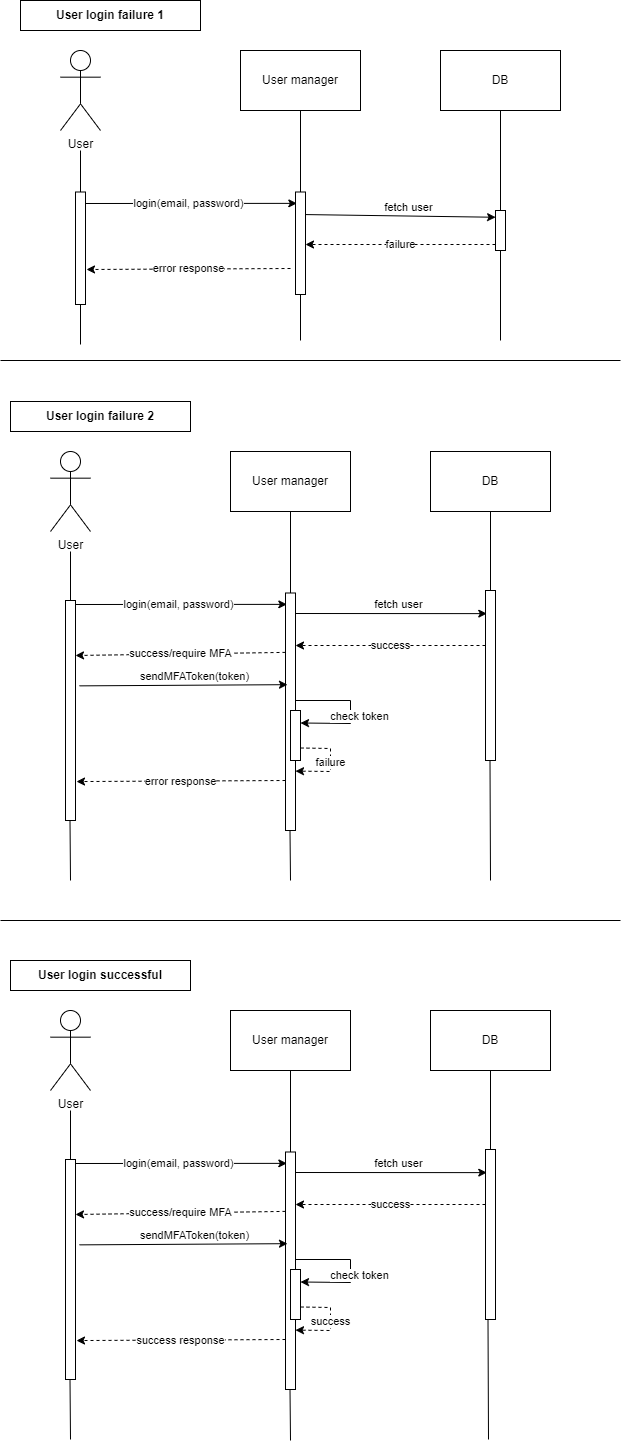 User login failure 1
User manager
DB
User
login(email, password)
fetch user
failure
error response
User login failure 2
User manager
DB
User
login(email, password)
fetch user
success
success/require MFA
sendMFAToken(token)
check token
failure
error response
User login successful
User manager
DB
User
login(email, password)
fetch user
success
success/require MFA
sendMFAToken(token)
check token
success
success response